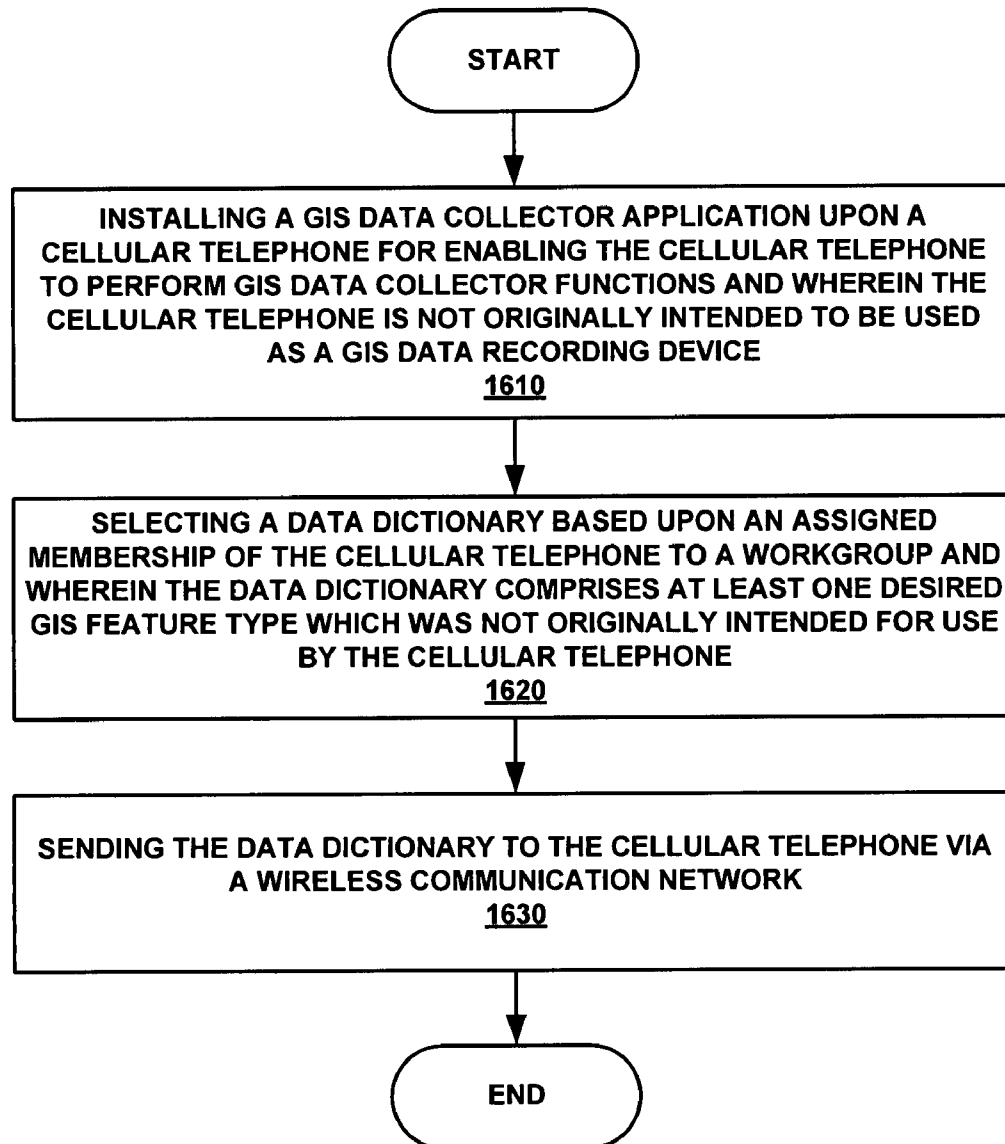 START
INSTALLING A GIS DATA COLLECTOR APPLICATION UPON A
CELLULAR TELEPHONE FOR ENABLING THE CELLULAR TELEPHONE
TO PERFORM GIS DATA COLLECTOR FUNCTIONS AND WHEREIN THE
CELLULAR TELEPHONE IS NOT ORIGINALLY INTENDED TO BE USED
AS A GIS DATA RECORDING DEVICE
1610
SELECTING A DATA DICTIONARY BASED UPON AN ASSIGNED
MEMBERSHIP OF THE CELLULAR TELEPHONE TO A WORKGROUP AND
WHEREIN THE DATA DICTIONARY COMPRISES AT LEAST ONE DESIRED
GIS FEATURE TYPE WHICH WAS NOT ORIGINALLY INTENDED FOR USE
BY THE CELLULAR TELEPHONE
1620
SENDING THE DATA DICTIONARY TO THE CELLULAR TELEPHONE VIA
A WIRELESS COMMUNICATION NETWORK
1630
END